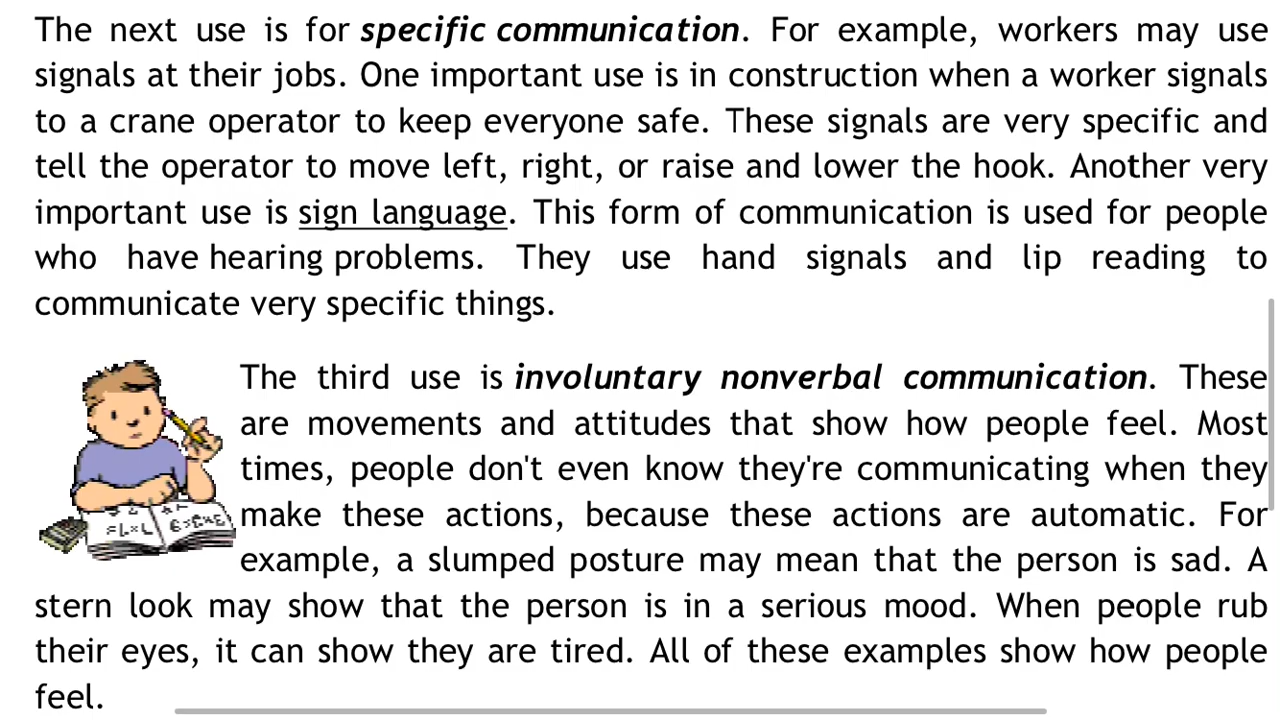 The next use is for specific communication. For example, workers may use
signals at their jobs. One important use is in construction when a worker signals
to a crane operator to keep everyone safe. These signals are very specific and
tell the operator to move left, right, or raise and lower the hook. Another very
important use is sign language. This form of communication is used for people
who have hearing problems. They use hand signals and lip reading to
communicate very specific things.
The third use is involuntary nonverbal communication. These
are movements and attitudes that show how people feel. Most
times, people don't even know they're communicating when they
make these actions, because these actions are automatic. For
example, a slumped posture may mean that the person is sad. A
stern look may show that the person is in a serious mood. When people rub
their eyes, it can show they are tired. All of these examples show how people
feel.